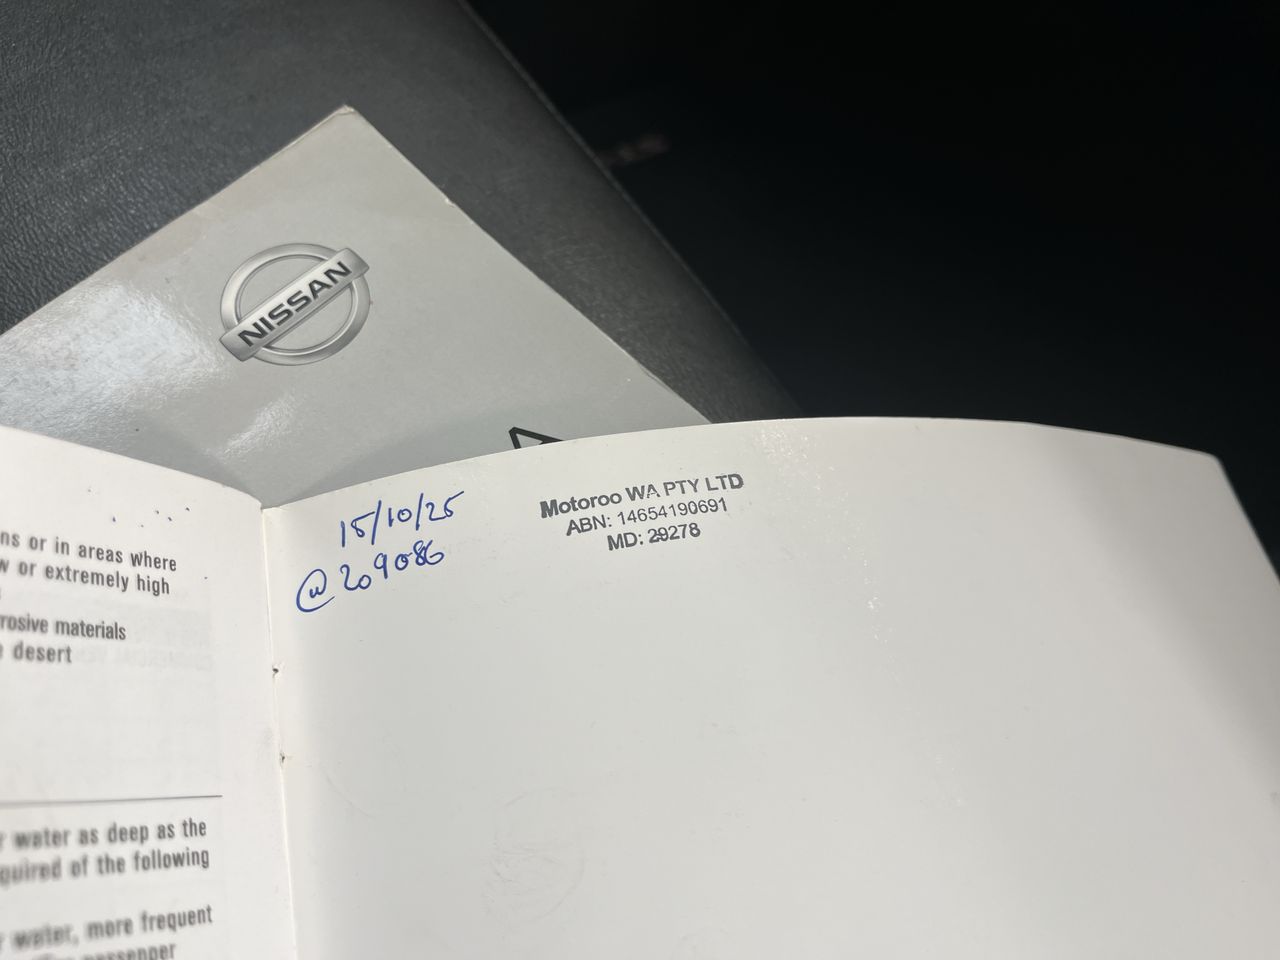 NISSAN
15/10/25
@209086
Motoroo WA PTY LTD
ABN: 14654190691
MD: 29278
ns or in areas where
w or extremely high
rosive materials
e desert
r water as deep as the
quired of the following
r water, more frequent
passenger